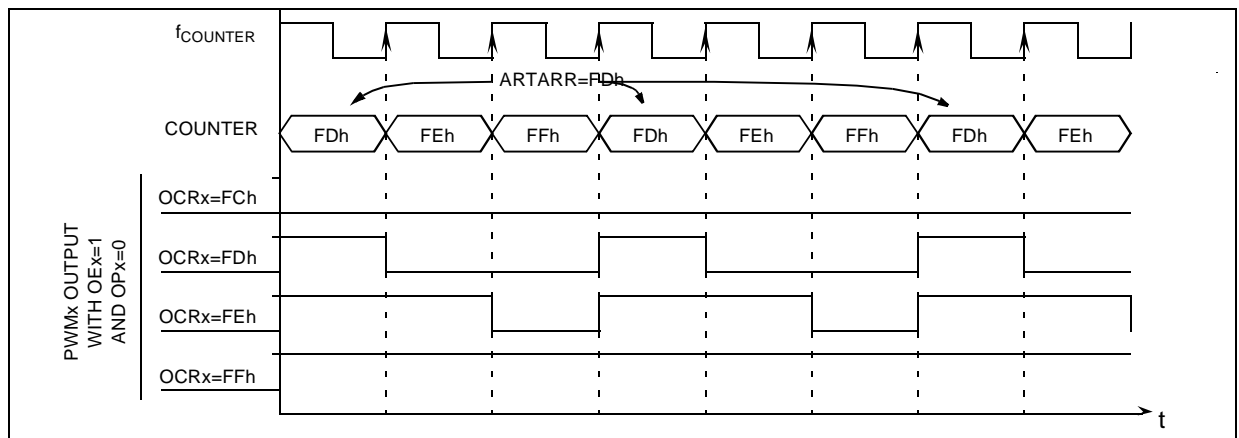 fCOUNTER
ARTARR=FDh
COUNTER
FDh FEh FFh FDh FEh FFh FDh FEh
PWMx OUTPUT
WITH OEx=1
AND OPx=0
OCRx=FCh
OCRx=FDh
OCRx=FEh
OCRx=FFh
t